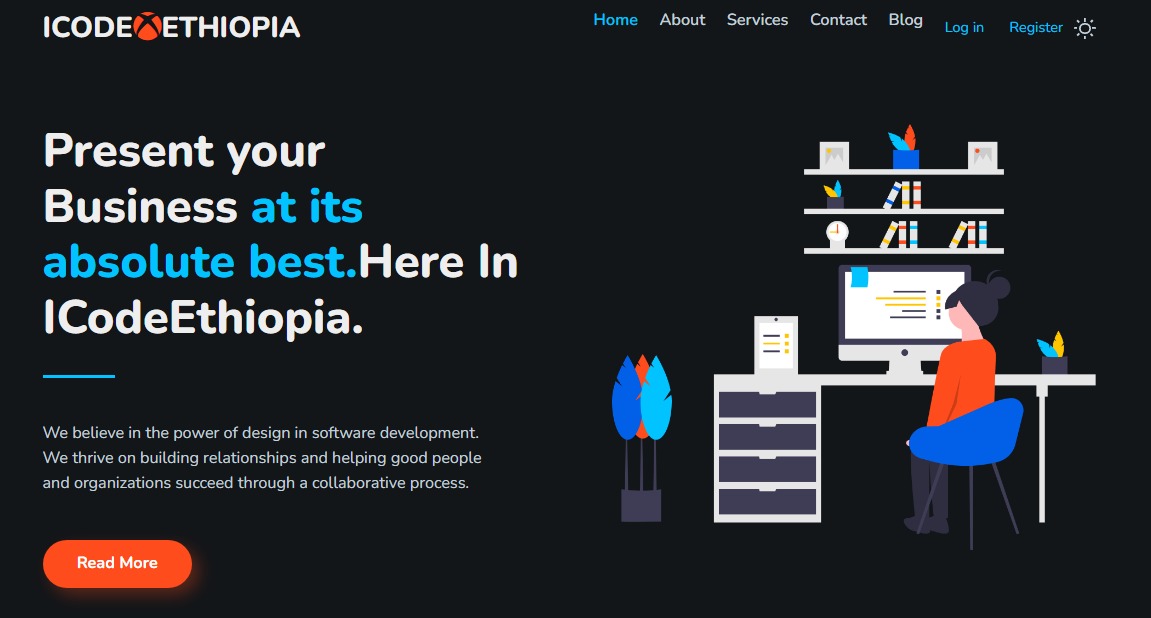 ICODE ETHIOPIA
Home About Services Contact Blog Log in Register
Present your
Business at its
absolute best.Here In
ICodeEthiopia.
We believe in the power of design in software development.
We thrive on building relationships and helping good people
and organizations succeed through a collaborative process.
Read More